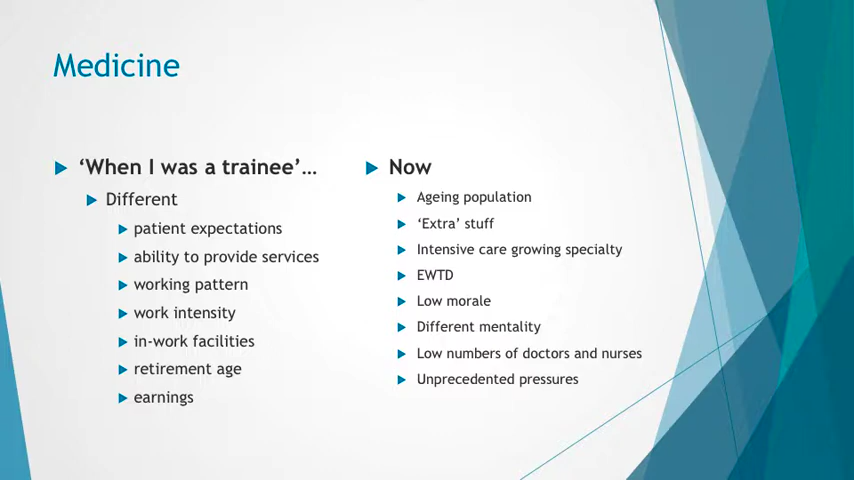 Medicine
‘When I was a trainee’...
Different
patient expectations
ability to provide services
working pattern
work intensity
in-work facilities
retirement age
earnings
Now
Ageing population
‘Extra’ stuff
Intensive care growing specialty
EWTD
Low morale
Different mentality
Low numbers of doctors and nurses
Unprecedented pressures